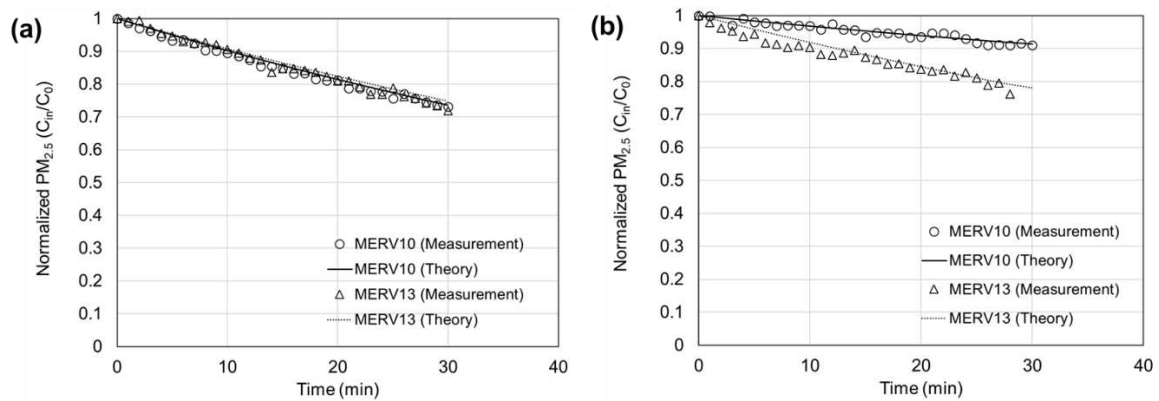 (a)
Normalized PM2.5 (Cin/C0)
1
0.9
0.8
0.7
0.6
0.5
0.4
0.3
0.2
0.1
0
MERV10 (Measurement)
MERV10 (Theory)
MERV13 (Measurement)
MERV13 (Theory)
0 10 20 30 40
Time (min)
(b)
Normalized PM2.5 (Cin/C0)
1
0.9
0.8
0.7
0.6
0.5
0.4
0.3
0.2
0.1
0
MERV10 (Measurement)
MERV10 (Theory)
MERV13 (Measurement)
MERV13 (Theory)
0 10 20 30 40
Time (min)